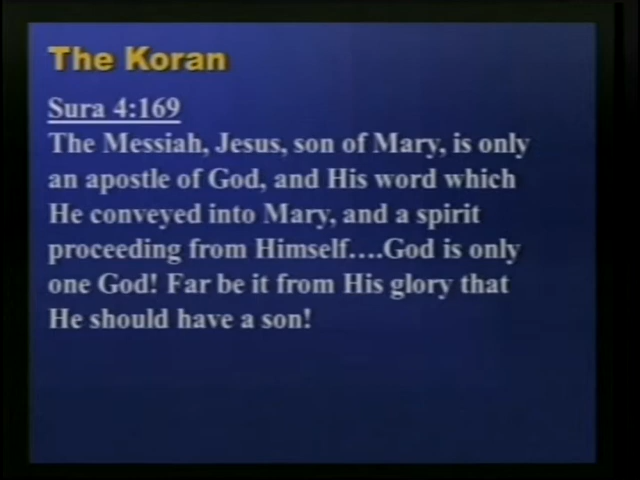 The Koran
Sura 4:169
The Messiah, Jesus, son of Mary, is only
an apostle of God, and His word which
He conveyed into Mary, and a spirit
proceeding from Himself….God is only
one God! Far be it from His glory that
He should have a son!